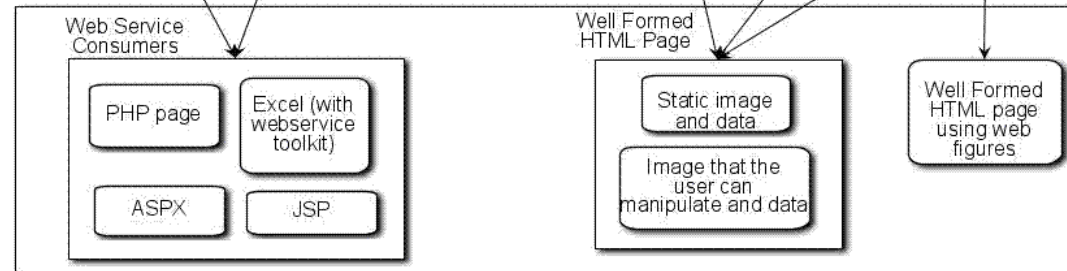 Web Service
Consumers
PHP page
Excel (with
webservice
toolkit)
ASPX
JSP
Well Formed
HTML Page
Static image
and data
Image that the
user can
manipulate and data
Well Formed
HTML page
using web
figures